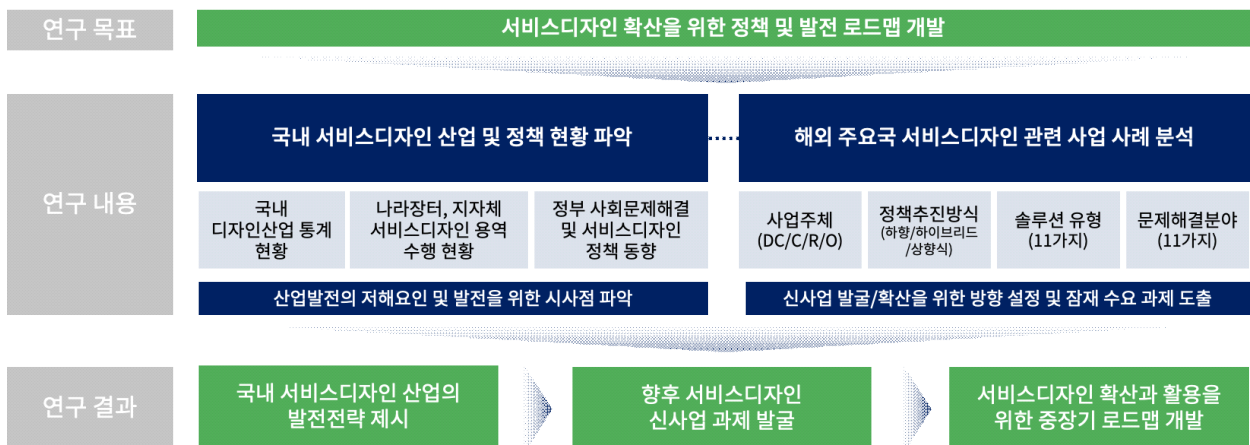 연구 목표
서비스디자인 확산을 위한 정책 및 발전 로드맵 개발
연구 내용
국내 서비스디자인 산업 및 정책 현황 파악
해외 주요국 서비스디자인 관련 사업 사례 분석
국내
디자인산업 통계
현황
나라장터, 지자체
서비스디자인 용역
수행 현황
정부 사회문제해결
및 서비스디자인
정책 동향
사업주체
(DC/C/R/O)
정책추진방식
(하향/하이브리드
/상향식)
솔루션 유형
(11가지)
문제해결분야
(11가지)
산업발전의 저해요인 및 발전을 위한 시사점 파악
신사업 발굴/확산을 위한 방향 설정 및 잠재 수요 과제 도출
연구 결과
국내 서비스디자인 산업의
발전전략 제시
향후 서비스디자인
신사업 과제 발굴
서비스디자인 확산과 활용을
위한 중장기 로드맵 개발